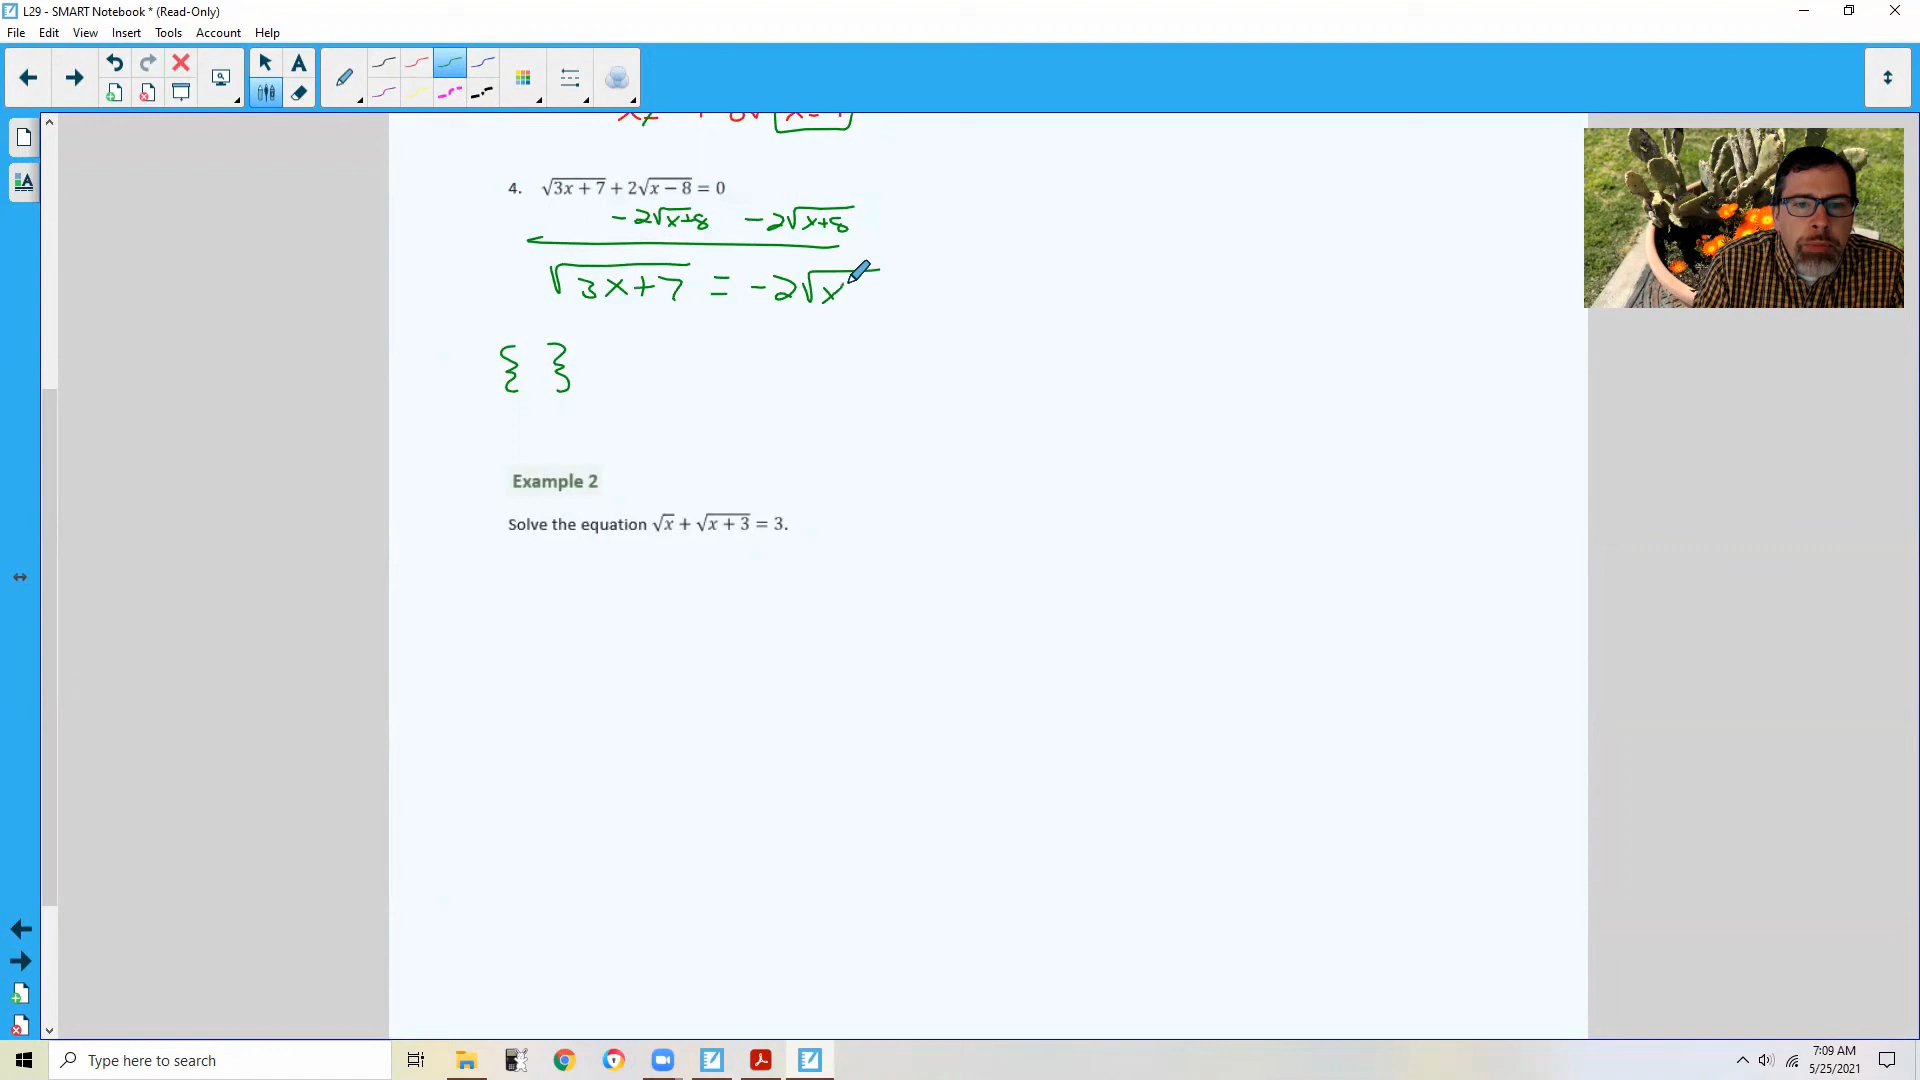 L29 - SMART Notebook * (Read-Only)
File Edit View Insert Tools Account Help
4. √3x + 7 + 2√x − 8 = 0
-2√x+8 -2√x+8
√3x+7 = -2√x
{ }
Example 2
Solve the equation √x + √x + 3 = 3.
Type here to search
7:09 AM
5/25/2021